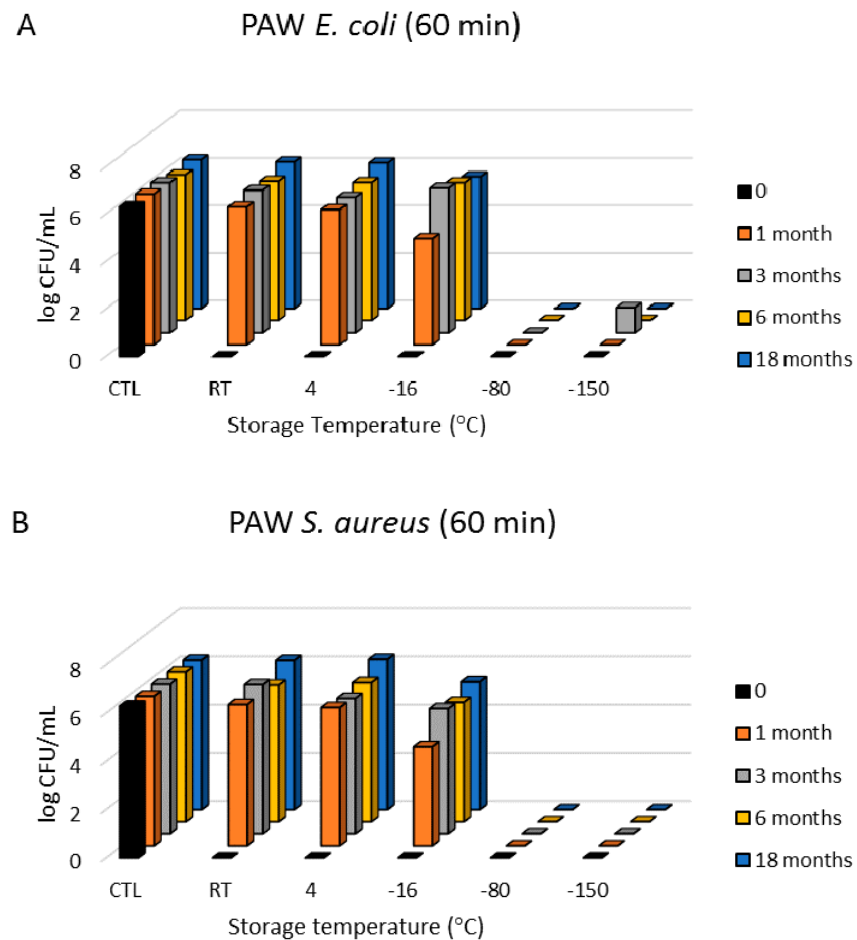 A
PAW E. coli (60 min)
8
6
4
2
0
log CFU/mL
CTL RT 4 -16 -80 -150
Storage Temperature (°C)
0
1 month
3 months
6 months
18 months
B
PAW S. aureus (60 min)
8
6
4
2
0
log CFU/mL
CTL RT 4 -16 -80 -150
Storage temperature (°C)
0
1 month
3 months
6 months
18 months